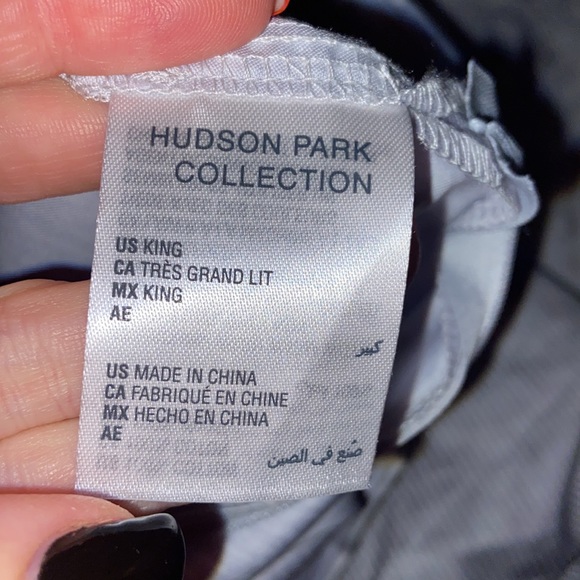 HUDSON PARK
COLLECTION
US KING
CA TRÈS GRAND LIT
MX KING
AE
كبير
US MADE IN CHINA
CA FABRIQUÉ EN CHINE
MX HECHO EN CHINA
AE
صُنع في الصين